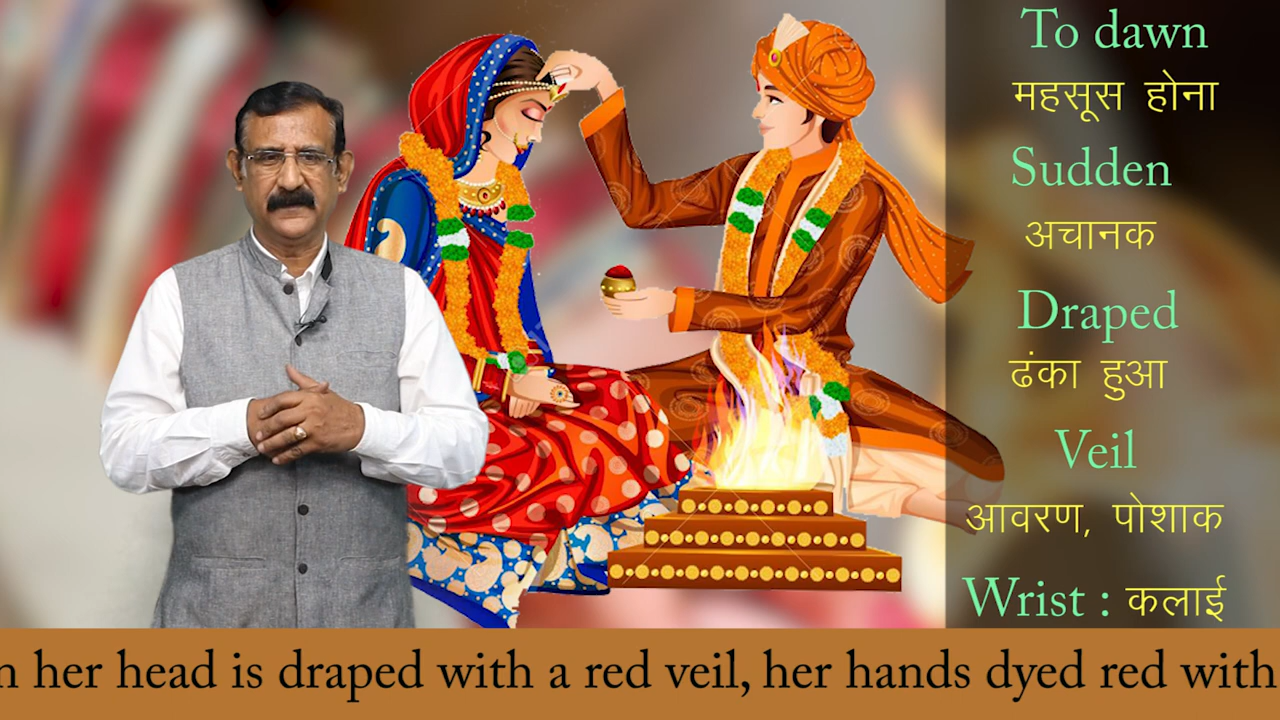 To dawn
महसूस होना
Sudden
अचानक
Draped
ढंका हुआ
Veil
आवरण, पोशाक
Wrist : कलाई
her head is draped with a red veil, her hands dyed red with